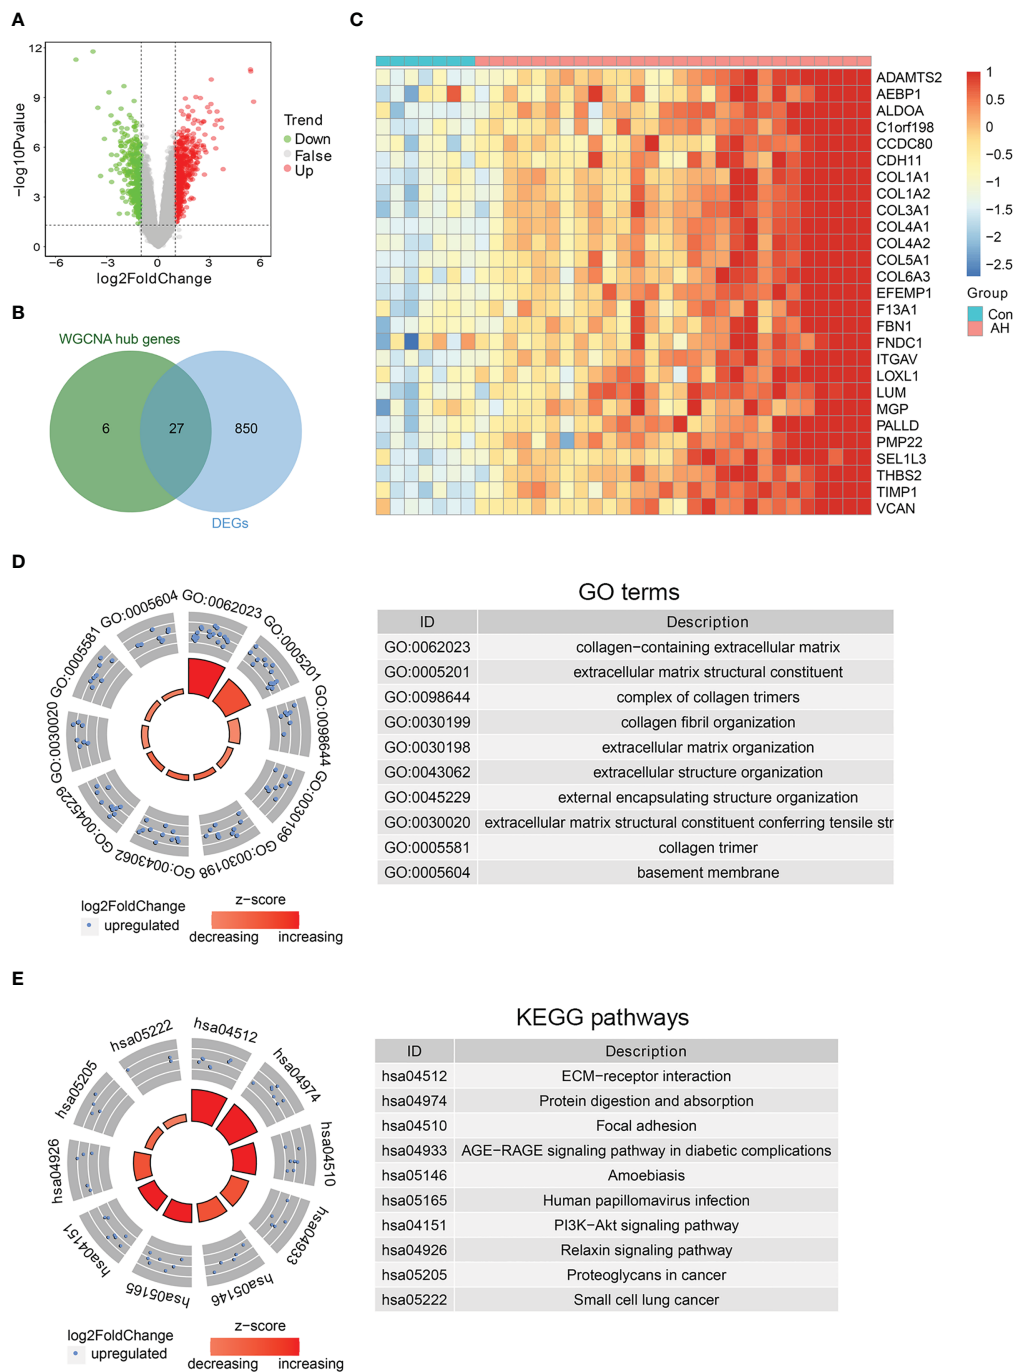 A
12
9
6
3
0
−log10Pvalue
−6
−3
0
3
6
log2FoldChange
Trend
Down
False
Up
B
WGCNA hub genes
6
27
850
DEGs
C
ADAMTS2
AEBP1
ALDOA
C1orf198
CCDC80
CDH11
COL1A1
COL1A2
COL3A1
COL4A1
COL4A2
COL5A1
COL6A3
EFEMP1
F13A1
FBN1
FNDC1
ITGAV
LOXL1
LUM
MGP
PALLD
PMP22
SEL1L3
THBS2
TIMP1
VCAN
1
0.5
0
−0.5
−1
−1.5
−2
−2.5
Group
Con
AH
D
GO:0062023
GO:0005201
GO:0098644
GO:0030199
GO:0030198
GO:0043062
GO:0045229
GO:0030020
GO:0005581
GO:0005604
log2FoldChange
upregulated
z−score
decreasing
increasing
GO terms
ID Description
GO:0062023 collagen−containing extracellular matrix
GO:0005201 extracellular matrix structural constituent
GO:0098644 complex of collagen trimers
GO:0030199 collagen fibril organization
GO:0030198 extracellular matrix organization
GO:0043062 extracellular structure organization
GO:0045229 external encapsulating structure organization
GO:0030020 extracellular matrix structural constituent conferring tensile str
GO:0005581 collagen trimer
GO:0005604 basement membrane
E
hsa04512
hsa04974
hsa04510
hsa04933
hsa05146
hsa05165
hsa04151
hsa04926
hsa05205
hsa05222
log2FoldChange
upregulated
z−score
decreasing
increasing
KEGG pathways
ID Description
hsa04512 ECM−receptor interaction
hsa04974 Protein digestion and absorption
hsa04510 Focal adhesion
hsa04933 AGE−RAGE signaling pathway in diabetic complications
hsa05146 Amoebiasis
hsa05165 Human papillomavirus infection
hsa04151 PI3K−Akt signaling pathway
hsa04926 Relaxin signaling pathway
hsa05205 Proteoglycans in cancer
hsa05222 Small cell lung cancer